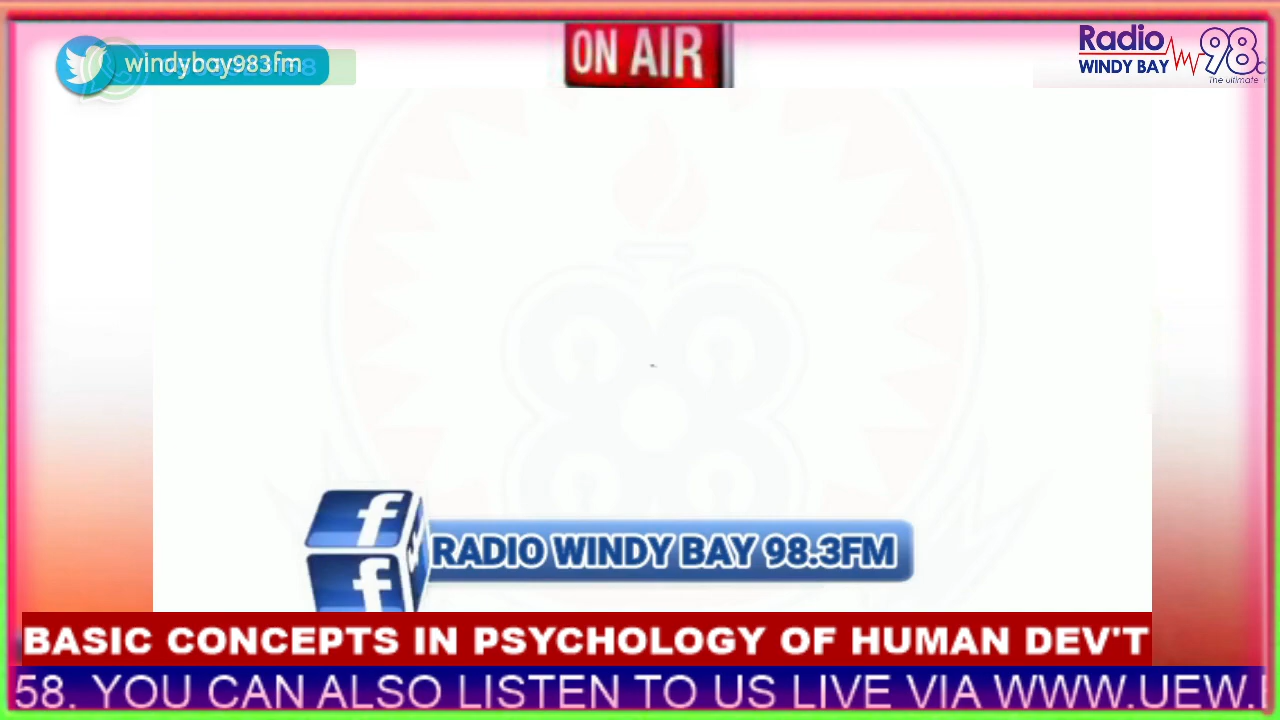 windybay983fm
ON AIR
Radio
WINDY BAY
98.
The Ultimate
RADIO WINDY BAY 98.3FM
BASIC CONCEPTS IN PSYCHOLOGY OF HUMAN DEV'T
58. YOU CAN ALSO LISTEN TO US LIVE VIA WWW.UEW.